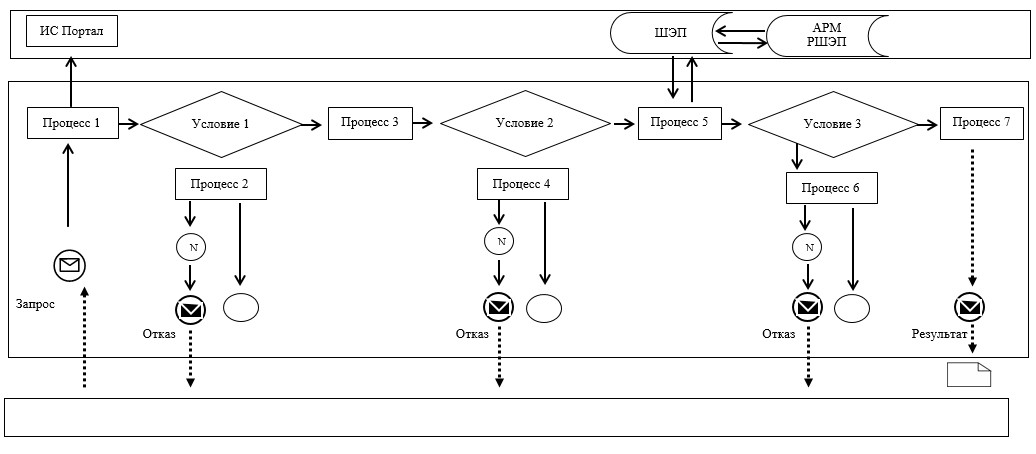 ИС Портал
ШЭП
АРМ
РШЭП
Процесс 1
Условие 1
Процесс 3
Условие 2
Процесс 5
Условие 3
Процесс 7
Процесс 2
Процесс 4
Процесс 6
N
N
N
Запрос
Отказ
Отказ
Отказ
Результат